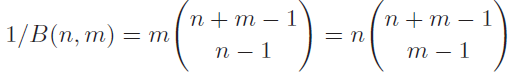 1/B(n, m) = m\binom{n + m - 1}{n - 1} = n\binom{n + m - 1}{m - 1}